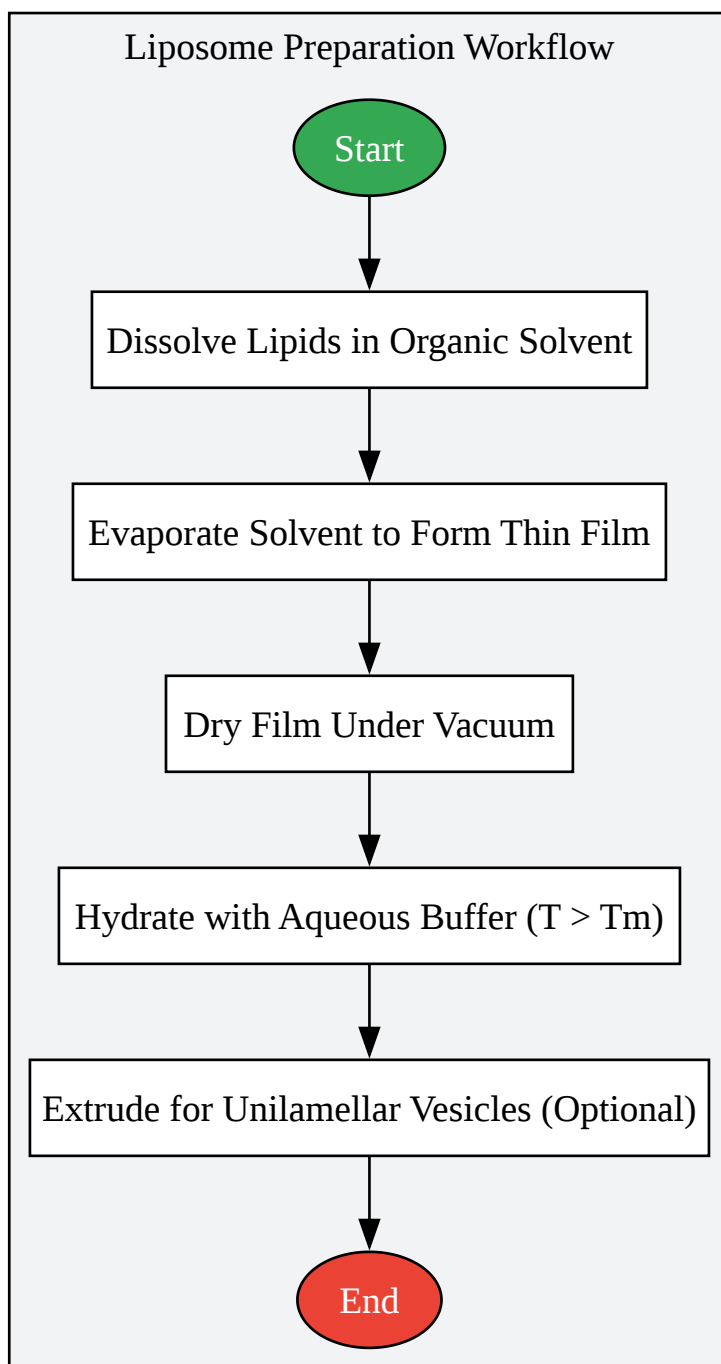 Liposome Preparation Workflow
Start
Dissolve Lipids in Organic Solvent
Evaporate Solvent to Form Thin Film
Dry Film Under Vacuum
Hydrate with Aqueous Buffer (T > Tm)
Extrude for Unilamellar Vesicles (Optional)
End